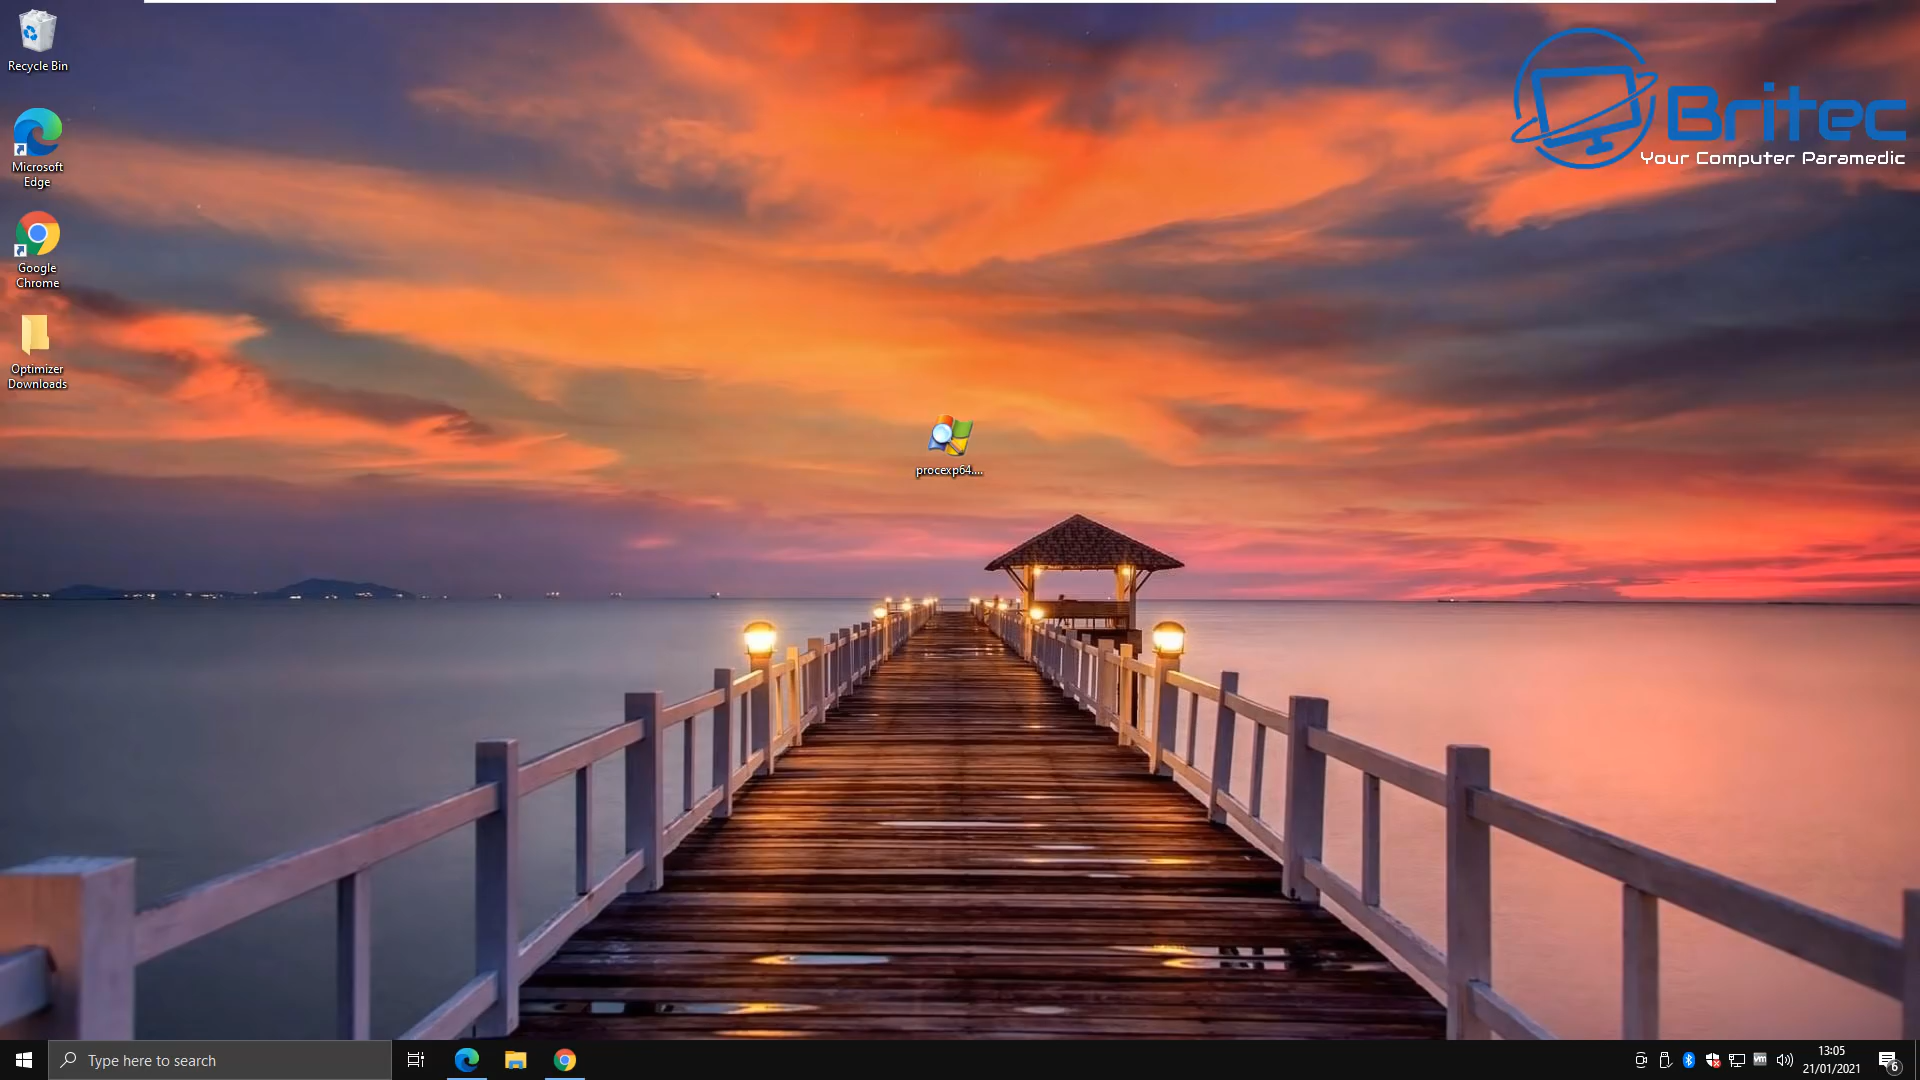 Recycle Bin
Microsoft
Edge
Google
Chrome
Optimizer
Downloads
procexp64....
Britec
Your Computer Paramedic
Type here to search
vm
13:05
21/01/2021
6